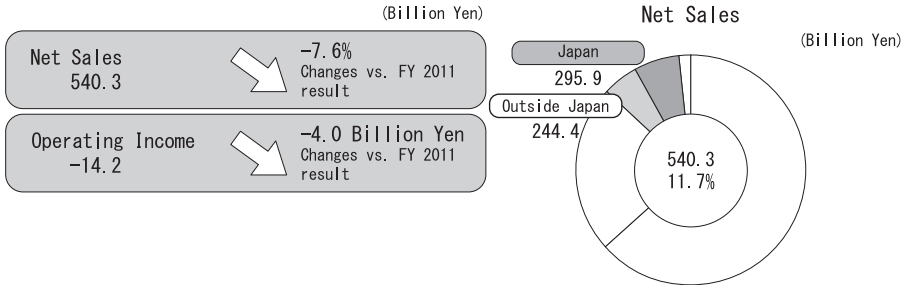 (Billion Yen)
Net Sales
540.3
-7.6%
Changes vs. FY 2011
result
Operating Income
-14.2
-4.0 Billion Yen
Changes vs. FY 2011
result
Net Sales
(Billion Yen)
Japan
295.9
Outside Japan
244.4
540.3
11.7%